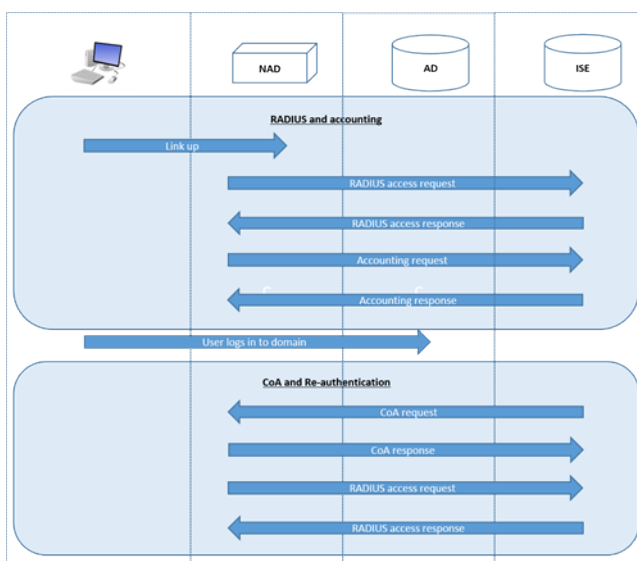 NAD
AD
ISE
RADIUS and accounting
Link up
RADIUS access request
RADIUS access response
Accounting request
Accounting response
User logs in to domain
CoA and Re-authentication
CoA request
CoA response
RADIUS access request
RADIUS access response